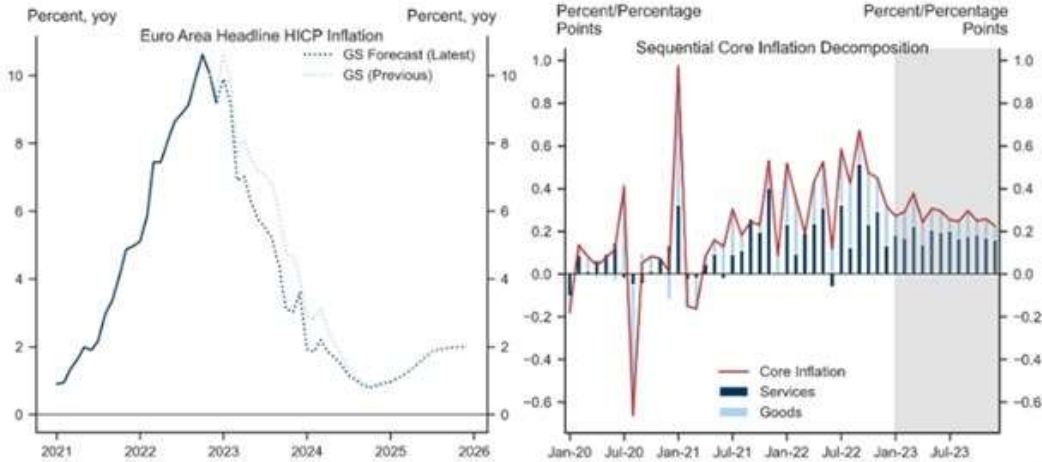 Percent, yoy
Percent, yoy
Euro Area Headline HICP Inflation
GS Forecast (Latest)
GS (Previous)
10
8
6
4
2
0
10
8
6
4
2
0
2021 2022 2023 2024 2025 2026
Percent/Percentage
Points
Percent/Percentage
Points
Sequential Core Inflation Decomposition
1.0
0.8
0.6
0.4
0.2
0.0
−0.2
−0.4
−0.6
1.0
0.8
0.6
0.4
0.2
0.0
−0.2
−0.4
−0.6
Core Inflation
Services
Goods
Jan-20 Jul-20 Jan-21 Jul-21 Jan-22 Jul-22 Jan-23 Jul-23